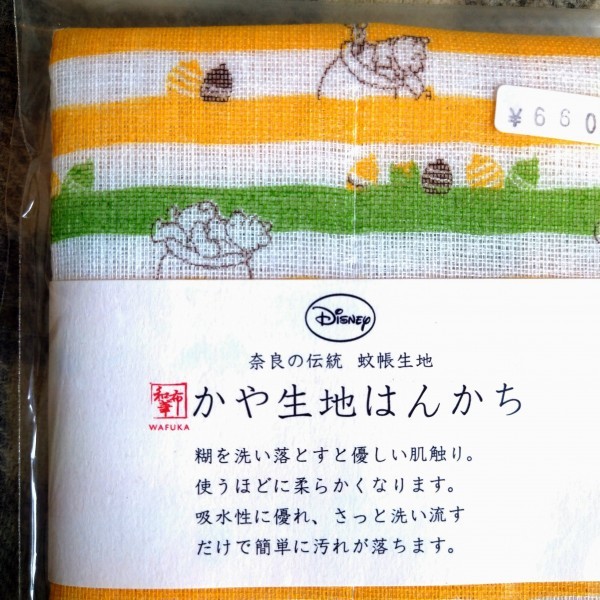 ¥660
Disney
奈良の伝統 蚊帳生地
和布華
WAFUKA
かや生地はんかち
糊を洗い落とすと優しい肌触り。
使うほどに柔らかくなります。
吸水性に優れ、さっと洗い流す
だけで簡単に汚れが落ちます。